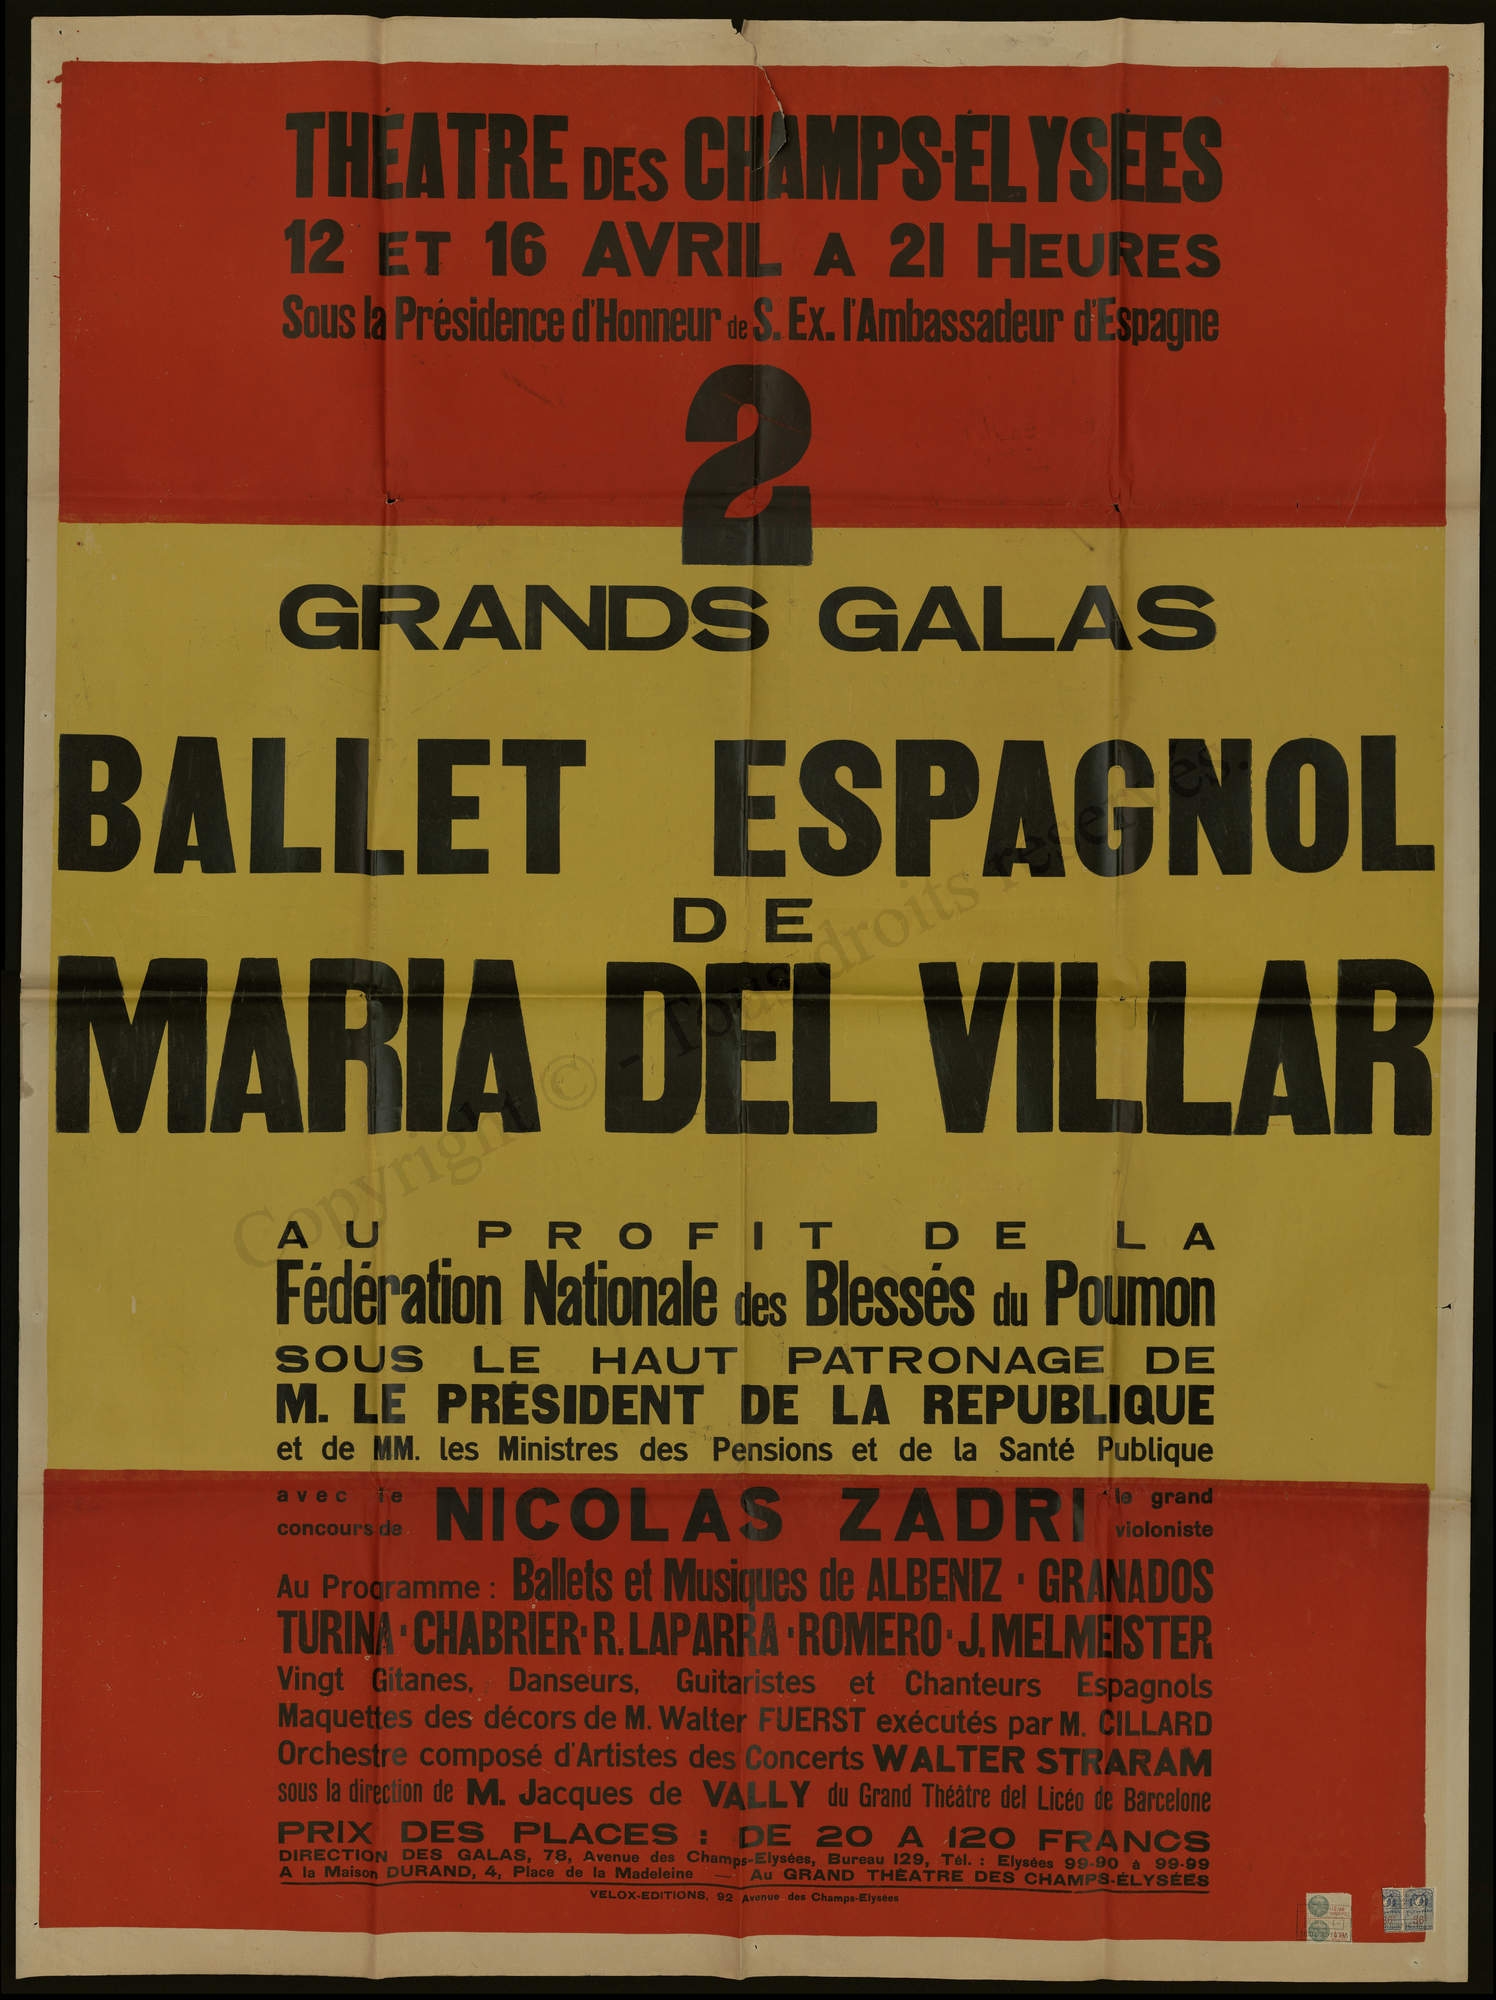 THÉATRE DES CHAMPS-ÉLYSÉES
12 ET 16 AVRIL A 21 HEURES
Sous la Présidence d'Honneur de S. Ex. l'Ambassadeur d'Espagne
2
GRANDS GALAS
BALLET ESPAGNOL
DE
MARIA DEL VILLAR
Copyright © - Tous droits réservés.
AU PROFIT DE LA
Fédération Nationale des Blessés du Poumon
SOUS LE HAUT PATRONAGE DE
M. LE PRÉSIDENT DE LA REPUBLIQUE
et de MM. les Ministres des Pensions et de la Santé Publique
avec le concours de NICOLAS ZADRI le grand violoniste
Au Programme : Ballets et Musiques de ALBENIZ · GRANADOS
TURINA · CHABRIER · R. LAPARRA · ROMERO · J. MELMEISTER
Vingt Gitanes, Danseurs, Guitaristes et Chanteurs Espagnols
Maquettes des décors de M. Walter FUERST exécutés par M. CILLARD
Orchestre composé d'Artistes des Concerts WALTER STRARAM
sous la direction de M. Jacques de VALLY du Grand Théâtre del Licéo de Barcelone
PRIX DES PLACES : DE 20 A 120 FRANCS
DIRECTION DES GALAS, 78, Avenue des Champs-Elysées, Bureau 129, Tél. : Elysées 99-90 à 99-99
A la Maison DURAND, 4, Place de la Madeleine — Au GRAND THÉATRE DES CHAMPS-ÉLYSÉES
VELOX-EDITIONS, 92 Avenue des Champs-Elysées